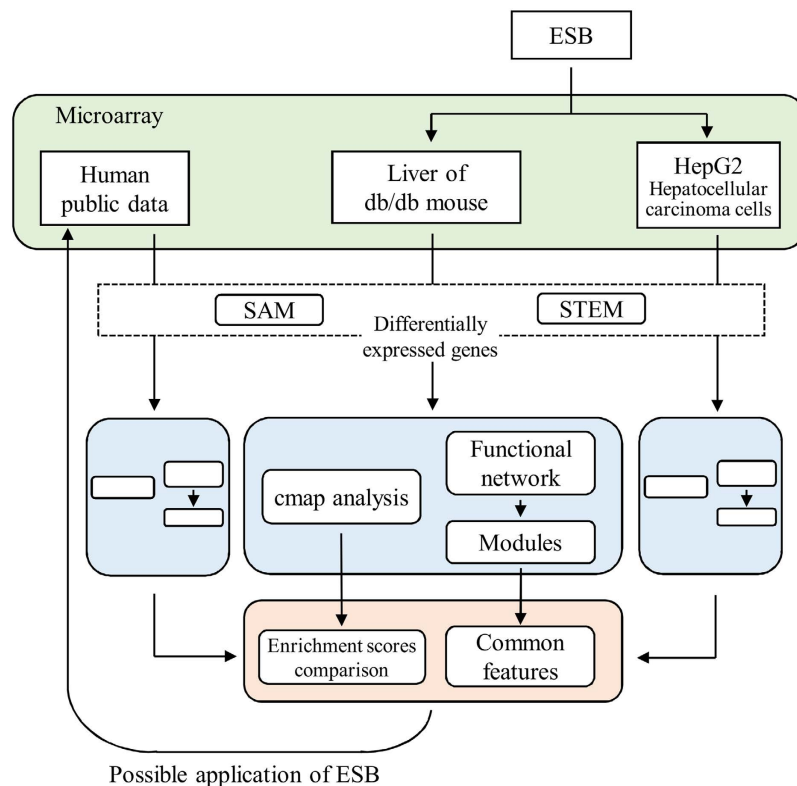 ESB
Microarray
Human
public data
Liver of
db/db mouse
HepG2
Hepatocellular
carcinoma cells
SAM
STEM
Differentially
expressed genes
cmap analysis
Functional
network
Modules
Enrichment scores
comparison
Common
features
Possible application of ESB